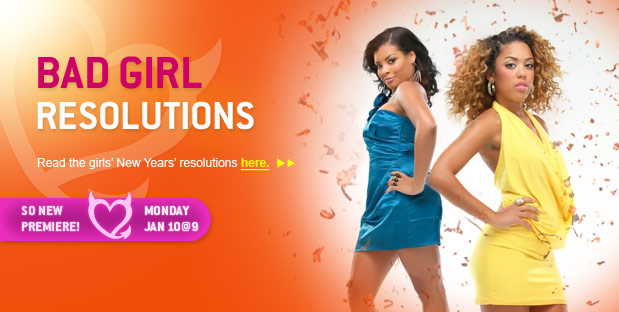 BAD GIRL
RESOLUTIONS
Read the girls' New Years' resolutions here.
SO NEW
PREMIERE!
MONDAY
JAN 10@9